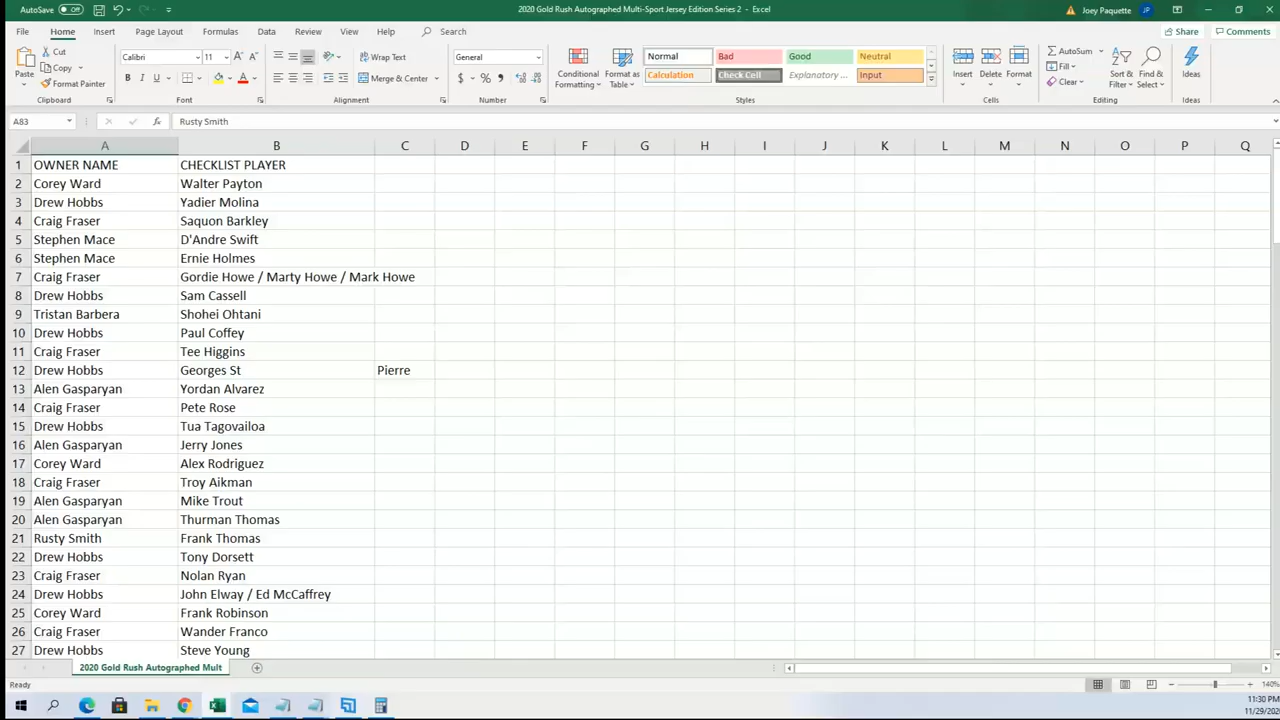 AutoSave Off 2020 Gold Rush Autographed Multi-Sport Jersey Edition Series 2 - Excel Joey Paquette JP
File Home Insert Page Layout Formulas Data Review View Help Search Share Comments
Paste Cut Copy Format Painter
Calibri 11 A A B I U A
Wrap Text Merge & Center
General $ %
Conditional Formatting Format as Table
Normal Bad Good Neutral
Calculation Check Cell Explanatory ... Input
Insert Delete Format
AutoSum Fill Clear
Sort & Filter Find & Select Ideas
Clipboard Font Alignment Number Styles Cells Editing Ideas
A83 fx Rusty Smith
A B C D E F G H I J K L M N O P Q
1 OWNER NAME CHECKLIST PLAYER
2 Corey Ward Walter Payton
3 Drew Hobbs Yadier Molina
4 Craig Fraser Saquon Barkley
5 Stephen Mace D'Andre Swift
6 Stephen Mace Ernie Holmes
7 Craig Fraser Gordie Howe / Marty Howe / Mark Howe
8 Drew Hobbs Sam Cassell
9 Tristan Barbera Shohei Ohtani
10 Drew Hobbs Paul Coffey
11 Craig Fraser Tee Higgins
12 Drew Hobbs Georges St Pierre
13 Alen Gasparyan Yordan Alvarez
14 Craig Fraser Pete Rose
15 Drew Hobbs Tua Tagovailoa
16 Alen Gasparyan Jerry Jones
17 Corey Ward Alex Rodriguez
18 Craig Fraser Troy Aikman
19 Alen Gasparyan Mike Trout
20 Alen Gasparyan Thurman Thomas
21 Rusty Smith Frank Thomas
22 Drew Hobbs Tony Dorsett
23 Craig Fraser Nolan Ryan
24 Drew Hobbs John Elway / Ed McCaffrey
25 Corey Ward Frank Robinson
26 Craig Fraser Wander Franco
27 Drew Hobbs Steve Young
2020 Gold Rush Autographed Mult
Ready 140%
11:30 PM
11/29/202